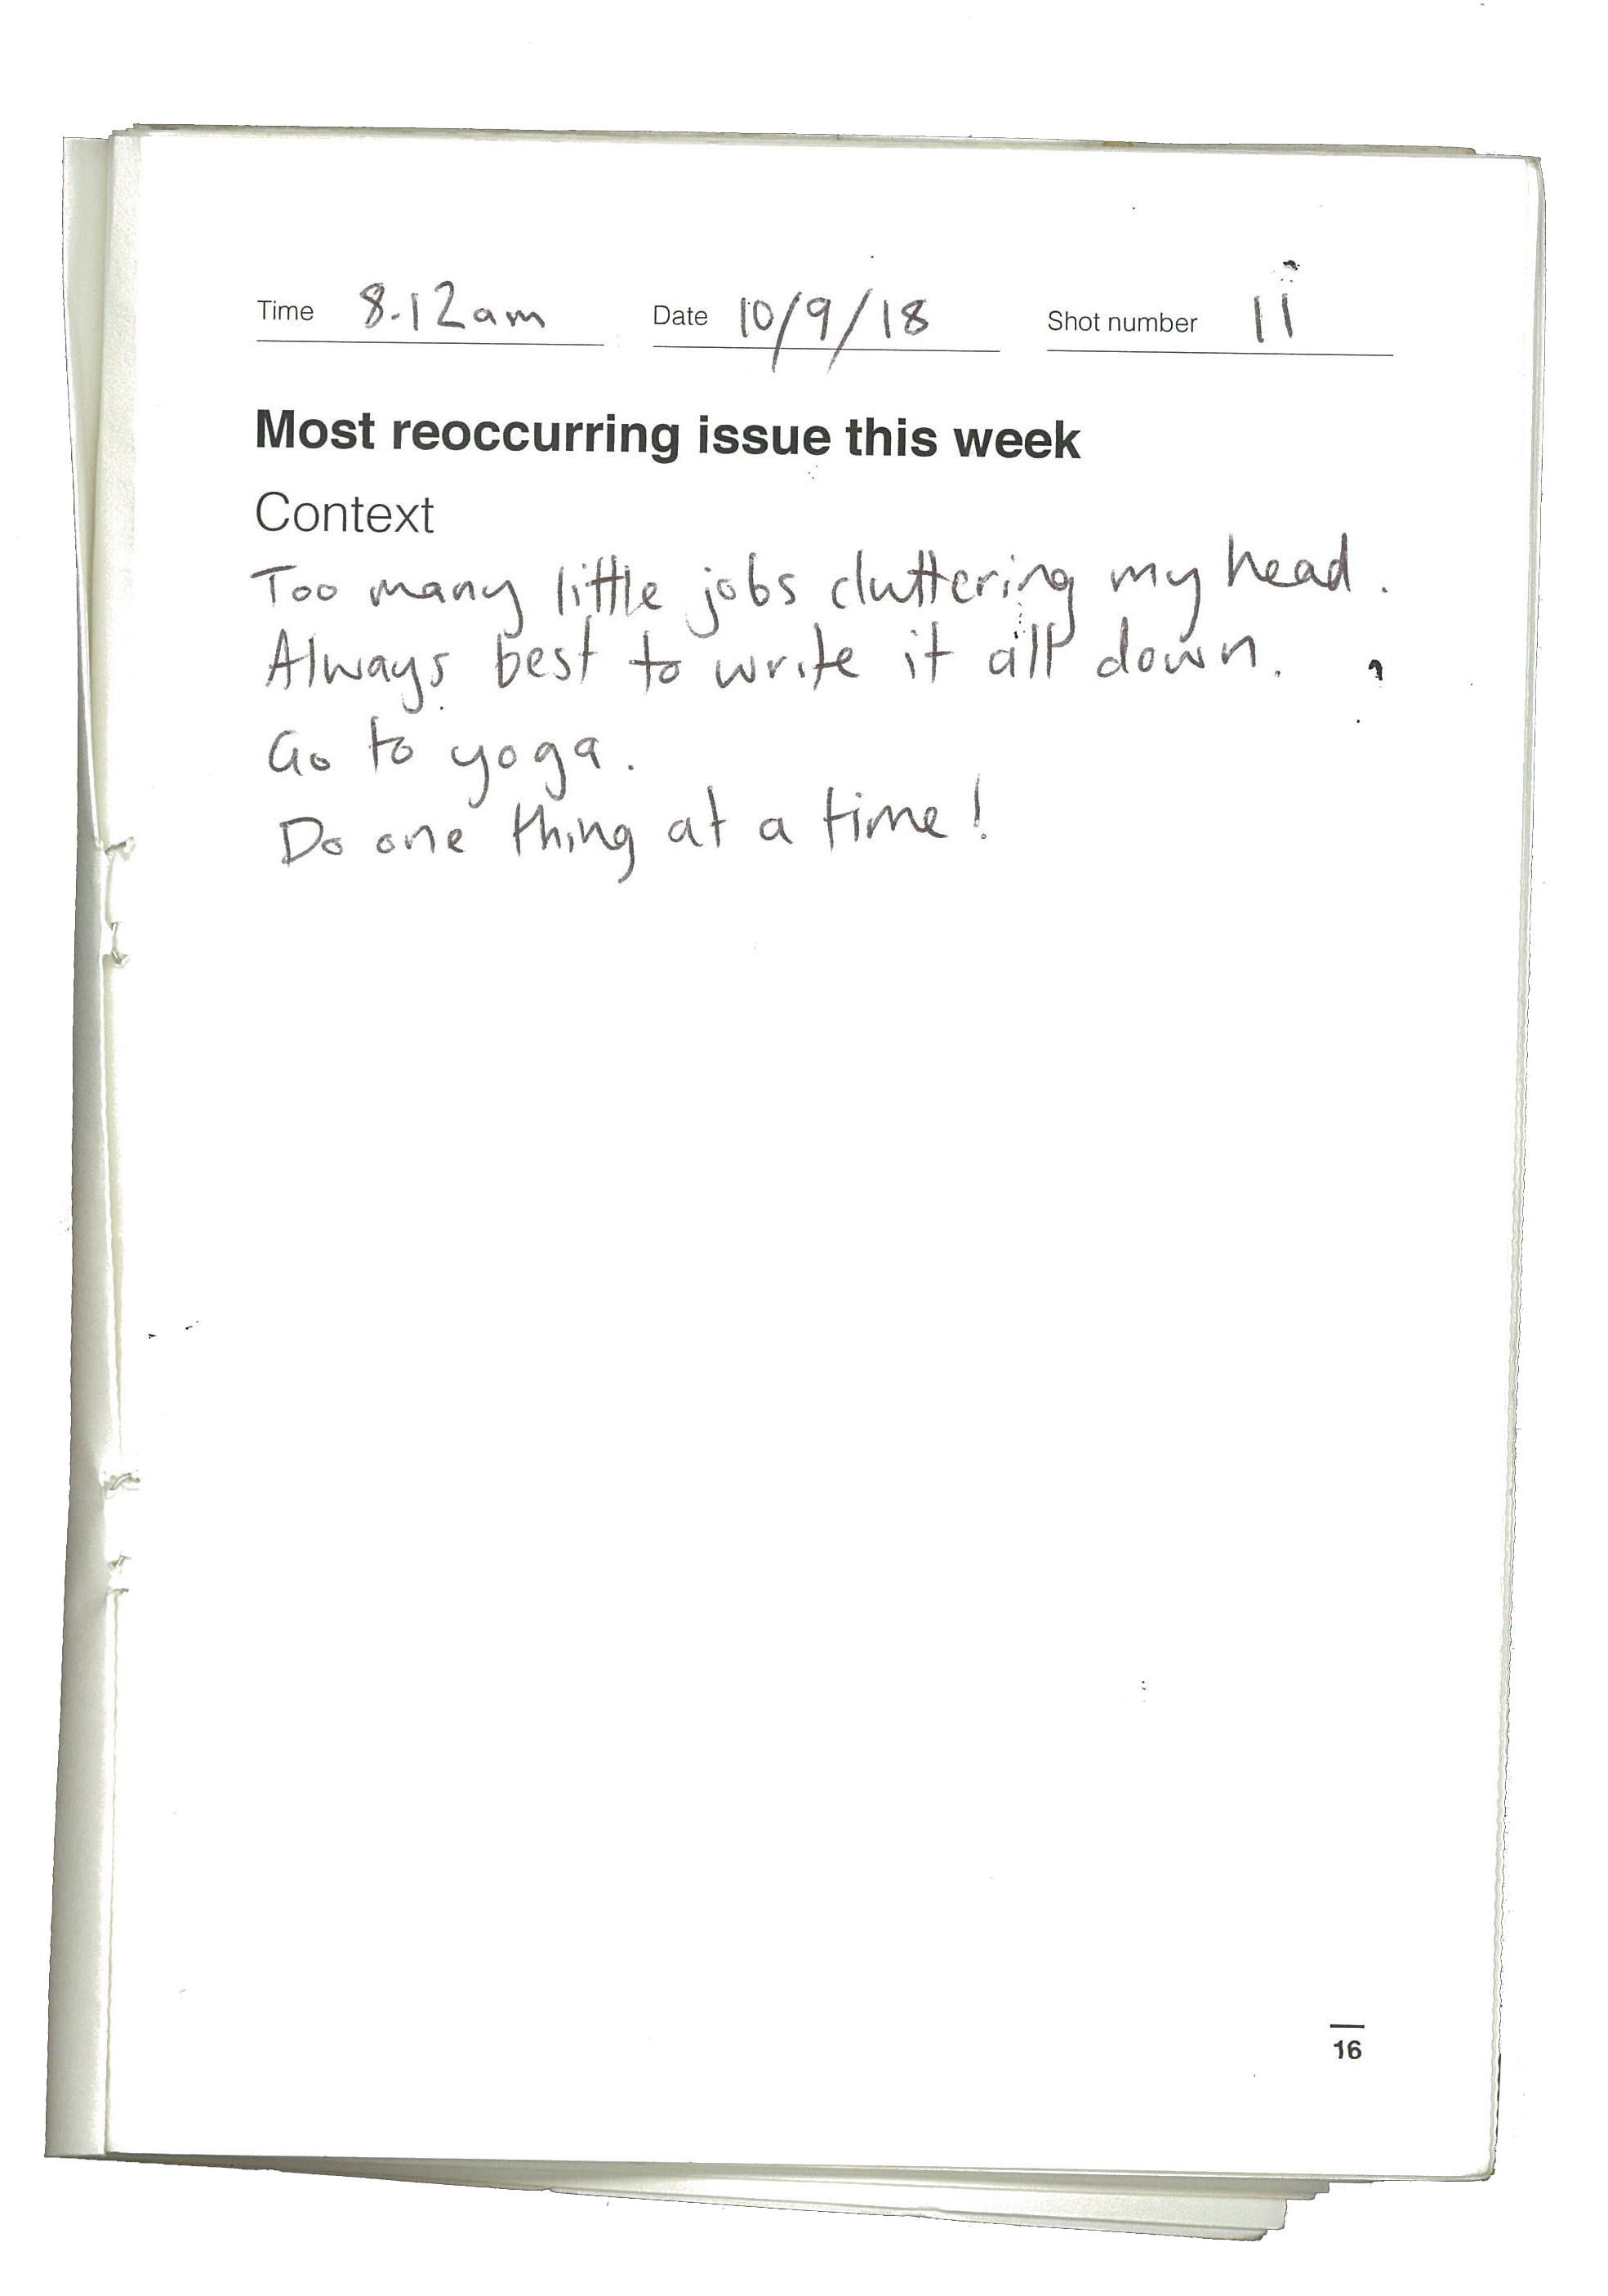 Time 8.12am Date 10/9/18 Shot number 11
Most reoccurring issue this week
Context
Too many little jobs cluttering my head.
Always best to write it all down.
Go to yoga.
Do one thing at a time!
16